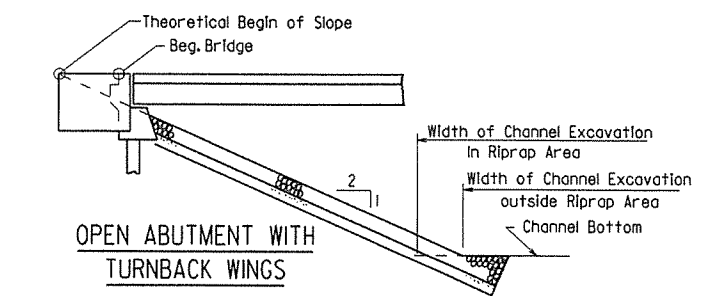 Theoretical Begin of Slope
Beg. Bridge
Width of Channel Excavation
In Riprap Area
2
1
Width of Channel Excavation
outside Riprap Area
Channel Bottom
OPEN ABUTMENT WITH
TURNBACK WINGS